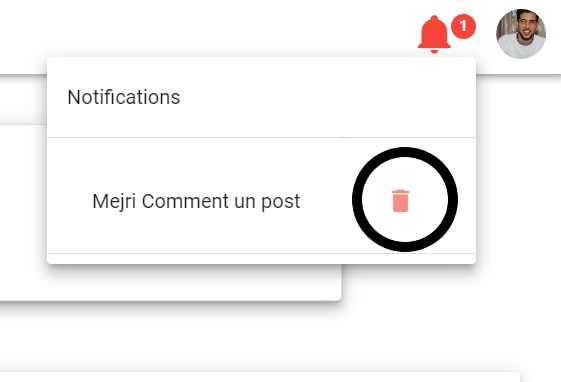 1
Notifications
Mejri Comment un post